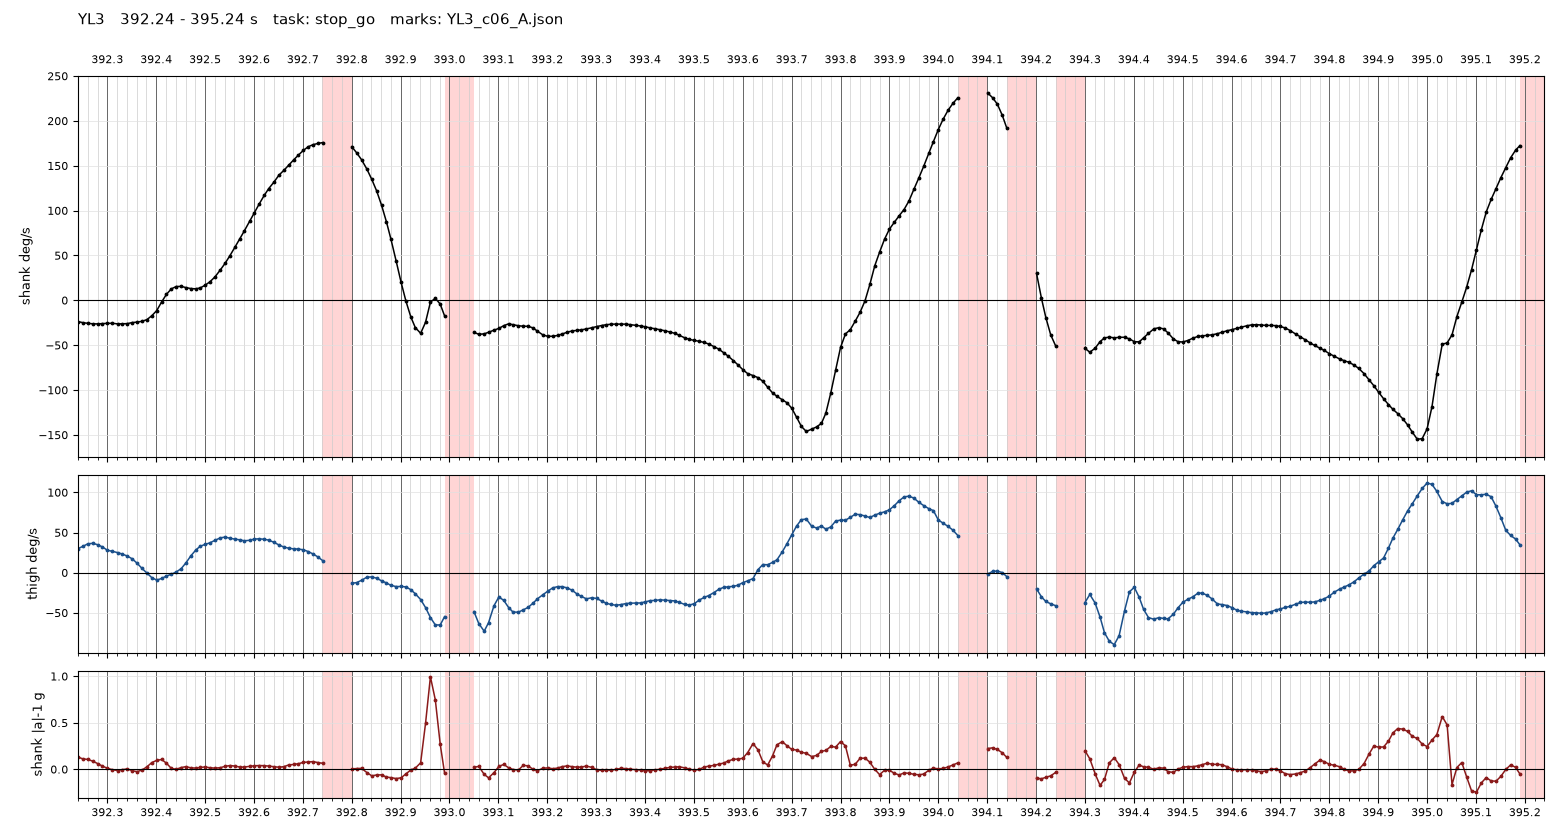 YL3   392.24 - 395.24 s   task: stop_go   marks: YL3_c06_A.json
392.3 392.4 392.5 392.6 392.7 392.8 392.9 393.0 393.1 393.2 393.3 393.4 393.5 393.6 393.7 393.8 393.9 394.0 394.1 394.2 394.3 394.4 394.5 394.6 394.7 394.8 394.9 395.0 395.1 395.2
250
200
150
100
50
0
−50
−100
−150
shank deg/s
100
50
0
−50
thigh deg/s
1.0
0.5
0.0
shank |a|-1 g
392.3 392.4 392.5 392.6 392.7 392.8 392.9 393.0 393.1 393.2 393.3 393.4 393.5 393.6 393.7 393.8 393.9 394.0 394.1 394.2 394.3 394.4 394.5 394.6 394.7 394.8 394.9 395.0 395.1 395.2